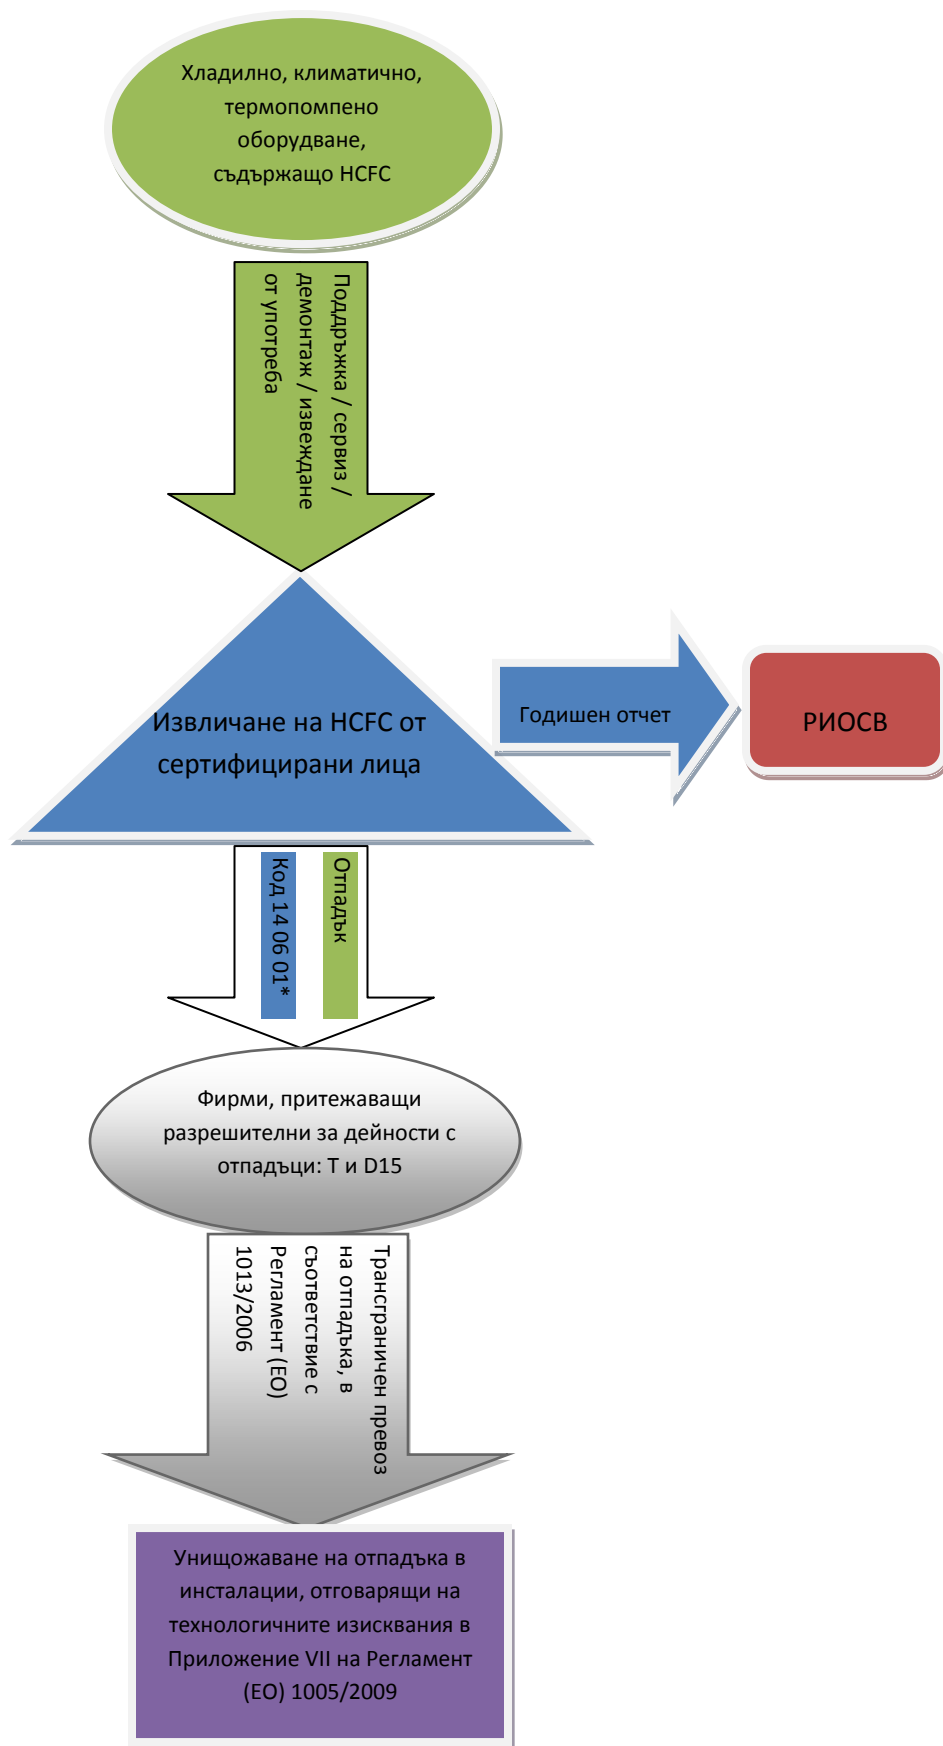 Хладилно, климатично,
термопомпено
оборудване,
съдържащо HCFC
Поддръжка / сервиз /
демонтаж / извеждане
от употреба
Извличане на HCFC от
сертифицирани лица
Годишен отчет
РИОСВ
Отпадък
Код 14 06 01*
Фирми, притежаващи
разрешителни за дейности с
отпадъци: Т и D15
Трансграничен превоз
на отпадъка, в
съответствие с
Регламент (ЕО)
1013/2006
Унищожаване на отпадъка в
инсталации, отговарящи на
технологичните изисквания в
Приложение VII на Регламент
(ЕО) 1005/2009